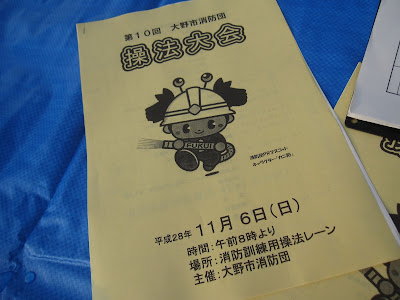 第10回 大野市消防団
操法大会
FUKUI
平成28年 11月 6日(日)
時間:午前8時より
場所:消防訓練用操法レーン
主催:大野市消防団